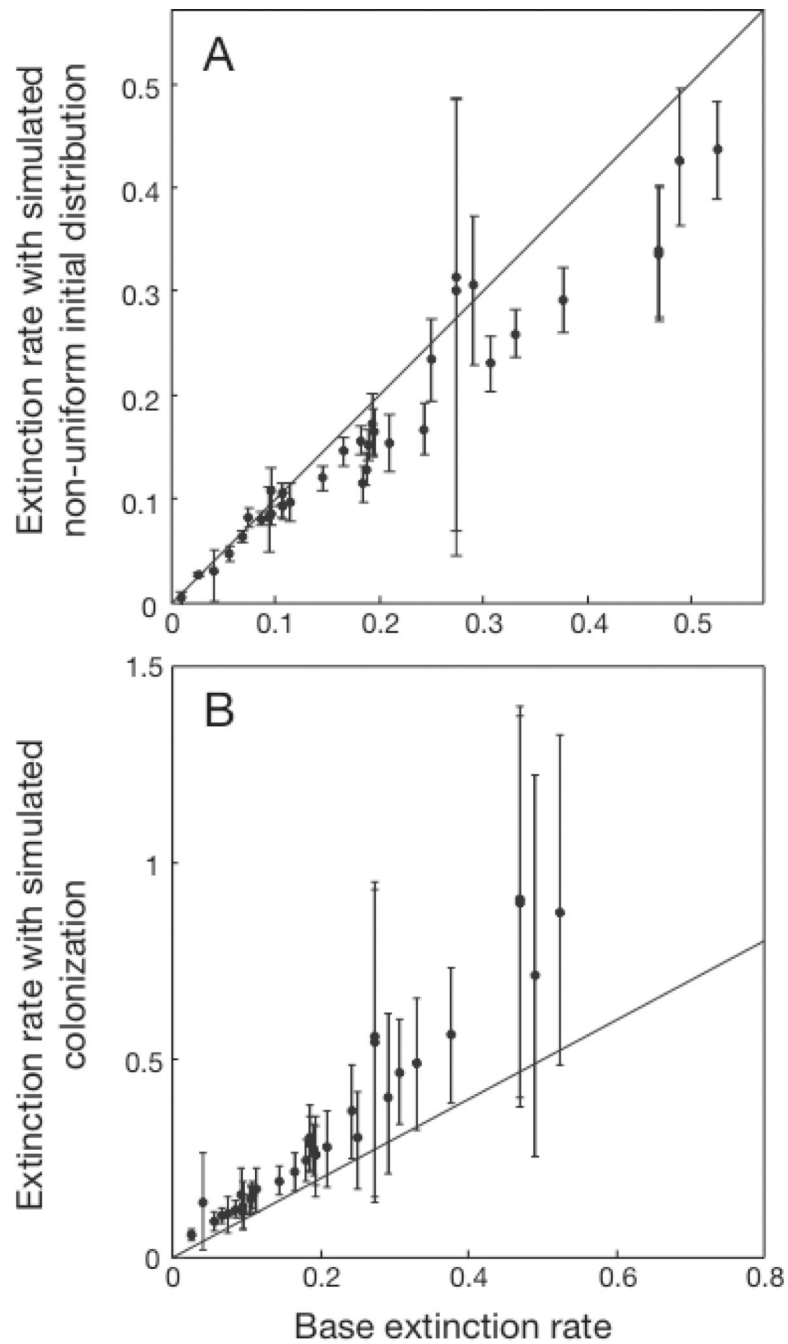 A
Extinction rate with simulated
non-uniform initial distribution
0.5
0.4
0.3
0.2
0.1
0
0 0.1 0.2 0.3 0.4 0.5
B
Extinction rate with simulated
colonization
1.5
1
0.5
0
0 0.2 0.4 0.6 0.8
Base extinction rate